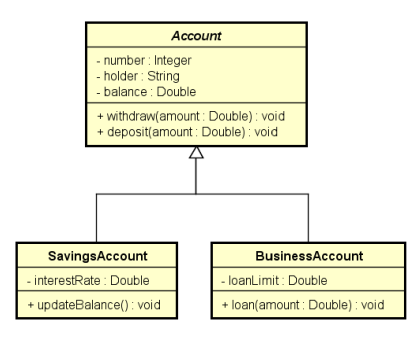 Account
- number : Integer
- holder : String
- balance : Double
+ withdraw(amount : Double) : void
+ deposit(amount : Double) : void
SavingsAccount
- interestRate : Double
+ updateBalance() : void
BusinessAccount
- loanLimit : Double
+ loan(amount : Double) : void